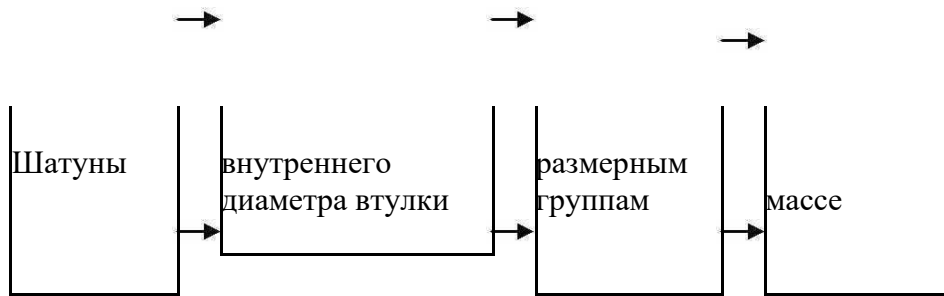 Шатуны
внутреннего
диаметра втулки
размерным
группам
массе